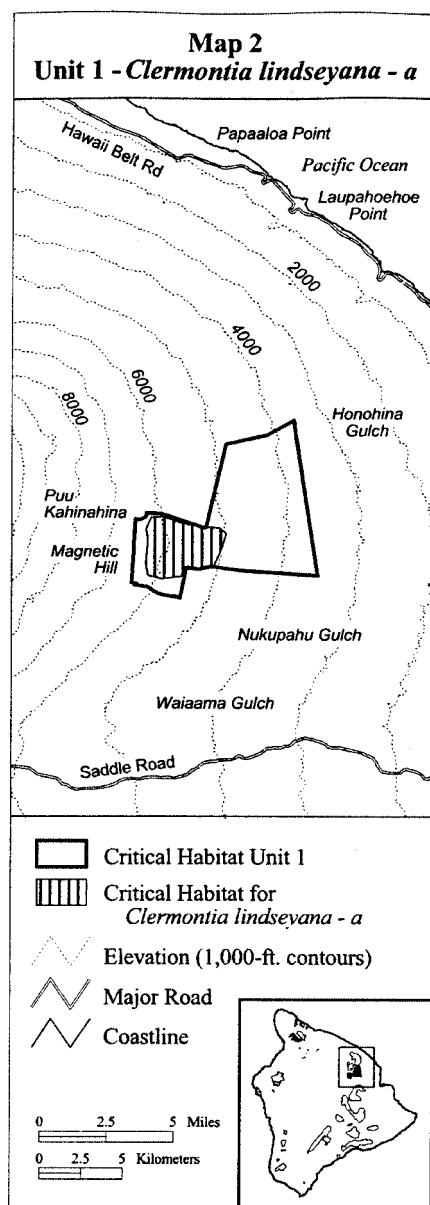 Map 2
Unit 1 - Clermontia lindseyana - a
Papaaloa Point
Hawaii Belt Rd
Pacific Ocean
Laupahoehoe
Point
2000
4000
6000
8000
Honohina
Gulch
Puu
Kahinahina
Magnetic
Hill
Nukupahu Gulch
Waiaama Gulch
Saddle Road
Critical Habitat Unit 1
Critical Habitat for
Clermontia lindseyana - a
Elevation (1,000-ft. contours)
Major Road
Coastline
0 2.5 5 Miles
0 2.5 5 Kilometers